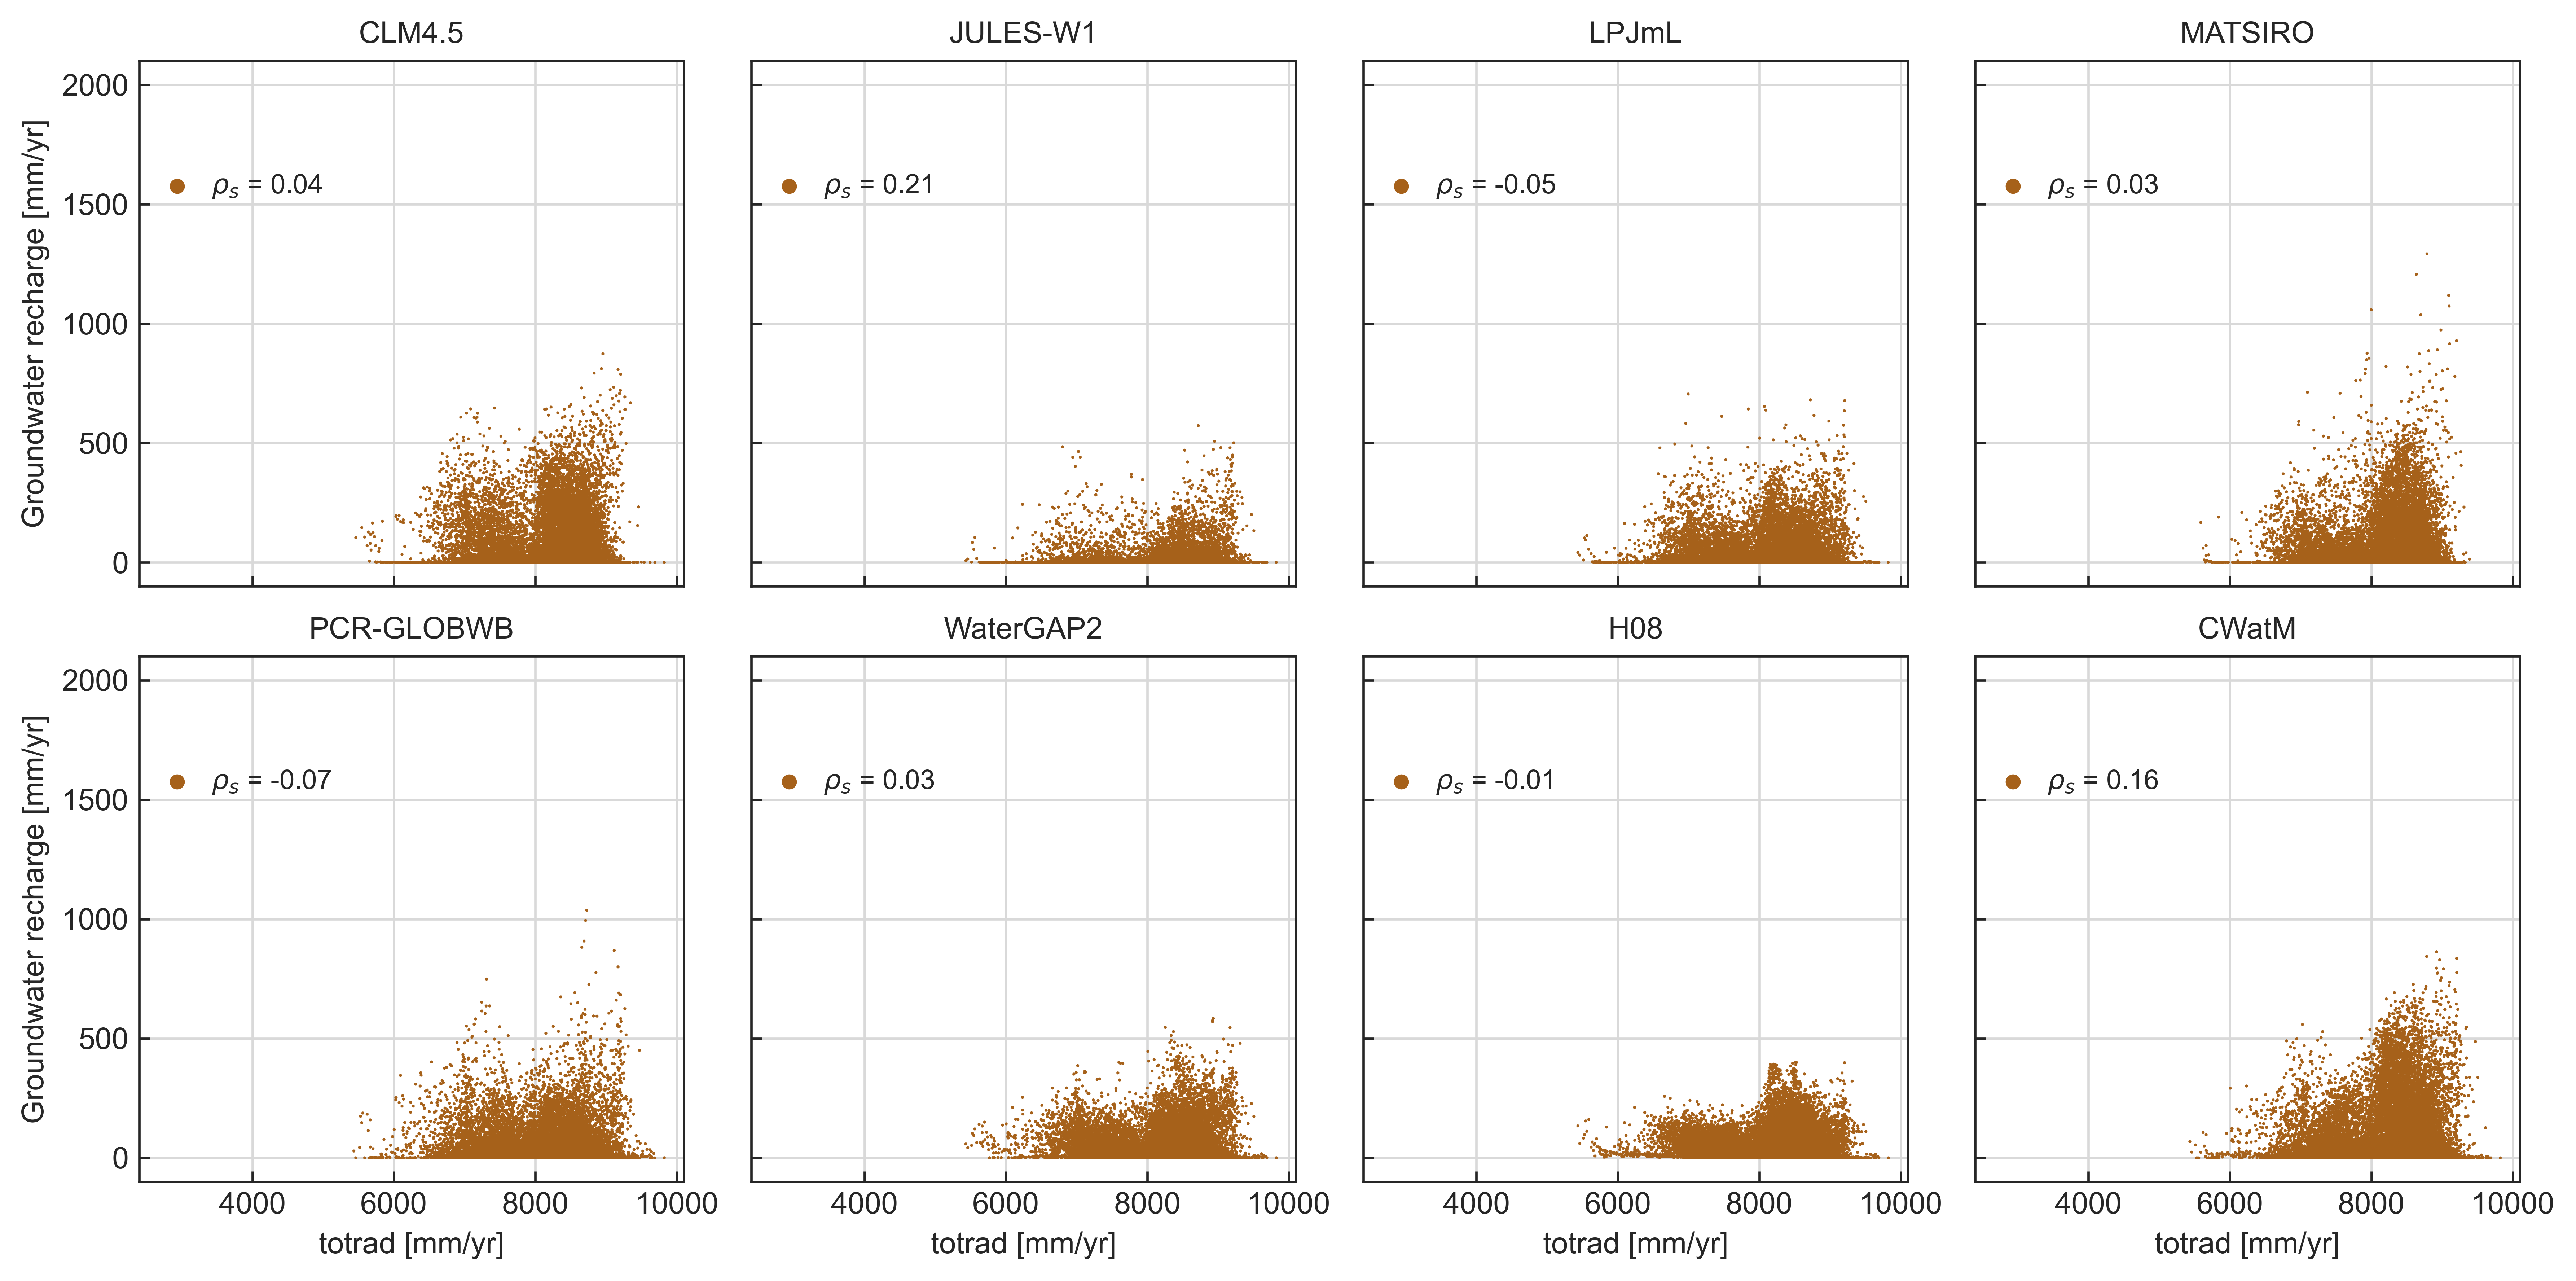 CLM4.5
JULES-W1
LPJmL
MATSIRO
Groundwater recharge [mm/yr]
2000
1500
1000
500
0
ρs = 0.04
ρs = 0.21
ρs = -0.05
ρs = 0.03
PCR-GLOBWB
WaterGAP2
H08
CWatM
Groundwater recharge [mm/yr]
2000
1500
1000
500
0
ρs = -0.07
ρs = 0.03
ρs = -0.01
ρs = 0.16
4000 6000 8000 10000
4000 6000 8000 10000
4000 6000 8000 10000
4000 6000 8000 10000
totrad [mm/yr]
totrad [mm/yr]
totrad [mm/yr]
totrad [mm/yr]